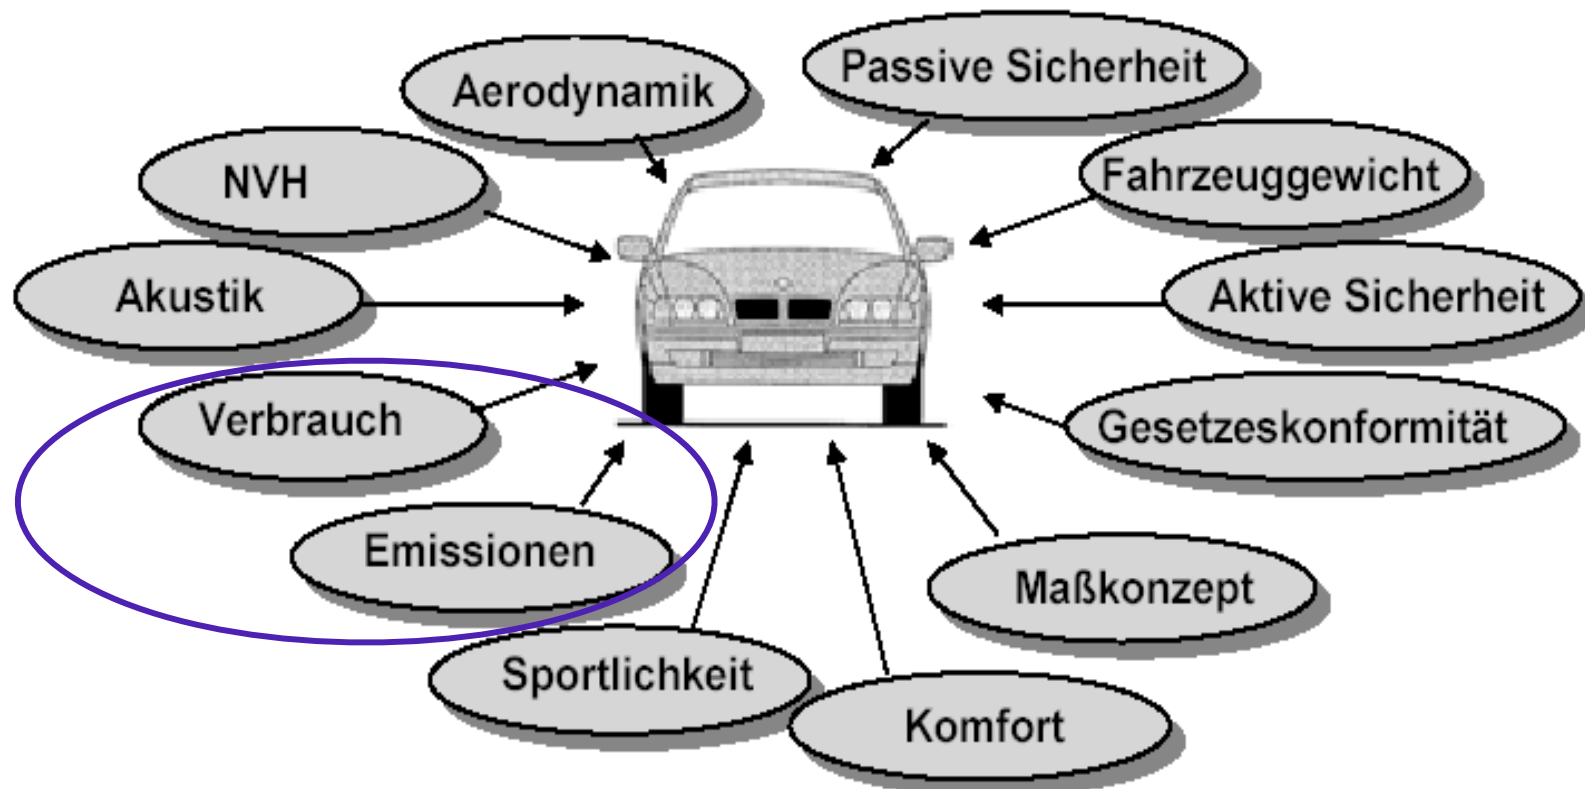 Aerodynamik
Passive Sicherheit
NVH
Fahrzeuggewicht
Akustik
Aktive Sicherheit
Verbrauch
Gesetzeskonformität
Emissionen
Maßkonzept
Sportlichkeit
Komfort